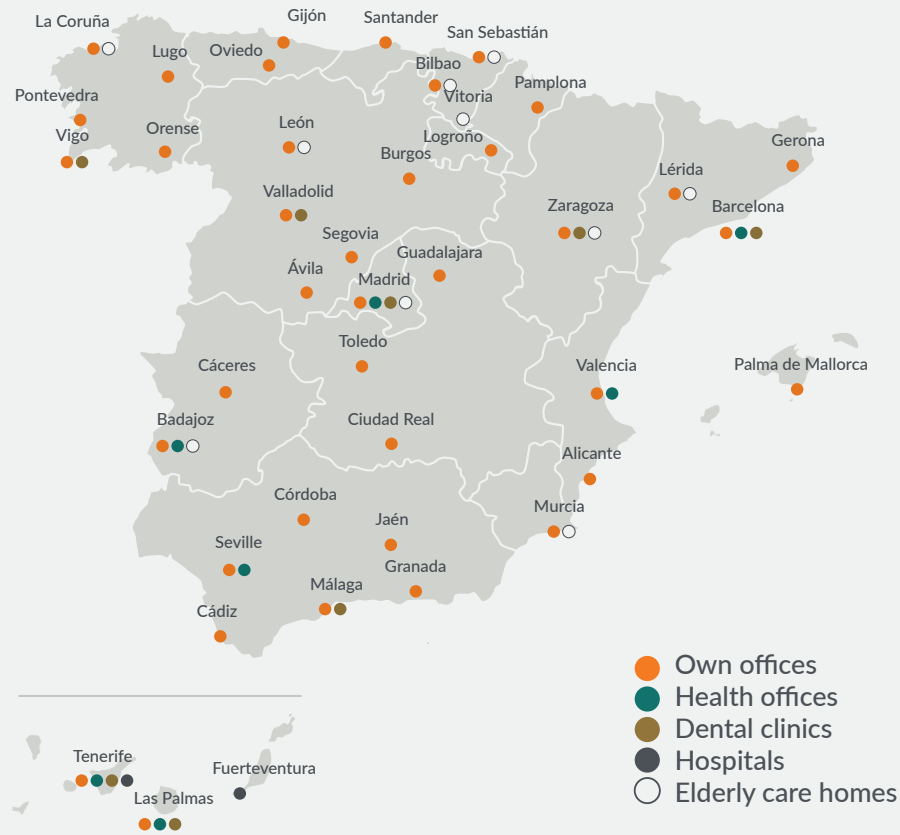 Gijón
Santander
La Coruña
San Sebastián
Lugo
Oviedo
Bilbao
Pamplona
Pontevedra
Vitoria
León
Orense
Vigo
Logroño
Gerona
Burgos
Lérida
Valladolid
Zaragoza
Barcelona
Segovia
Guadalajara
Ávila
Madrid
Toledo
Cáceres
Valencia
Palma de Mallorca
Badajoz
Ciudad Real
Alicante
Córdoba
Murcia
Jaén
Seville
Granada
Málaga
Cádiz
Own offices
Health offices
Dental clinics
Hospitals
Elderly care homes
Tenerife
Fuerteventura
Las Palmas